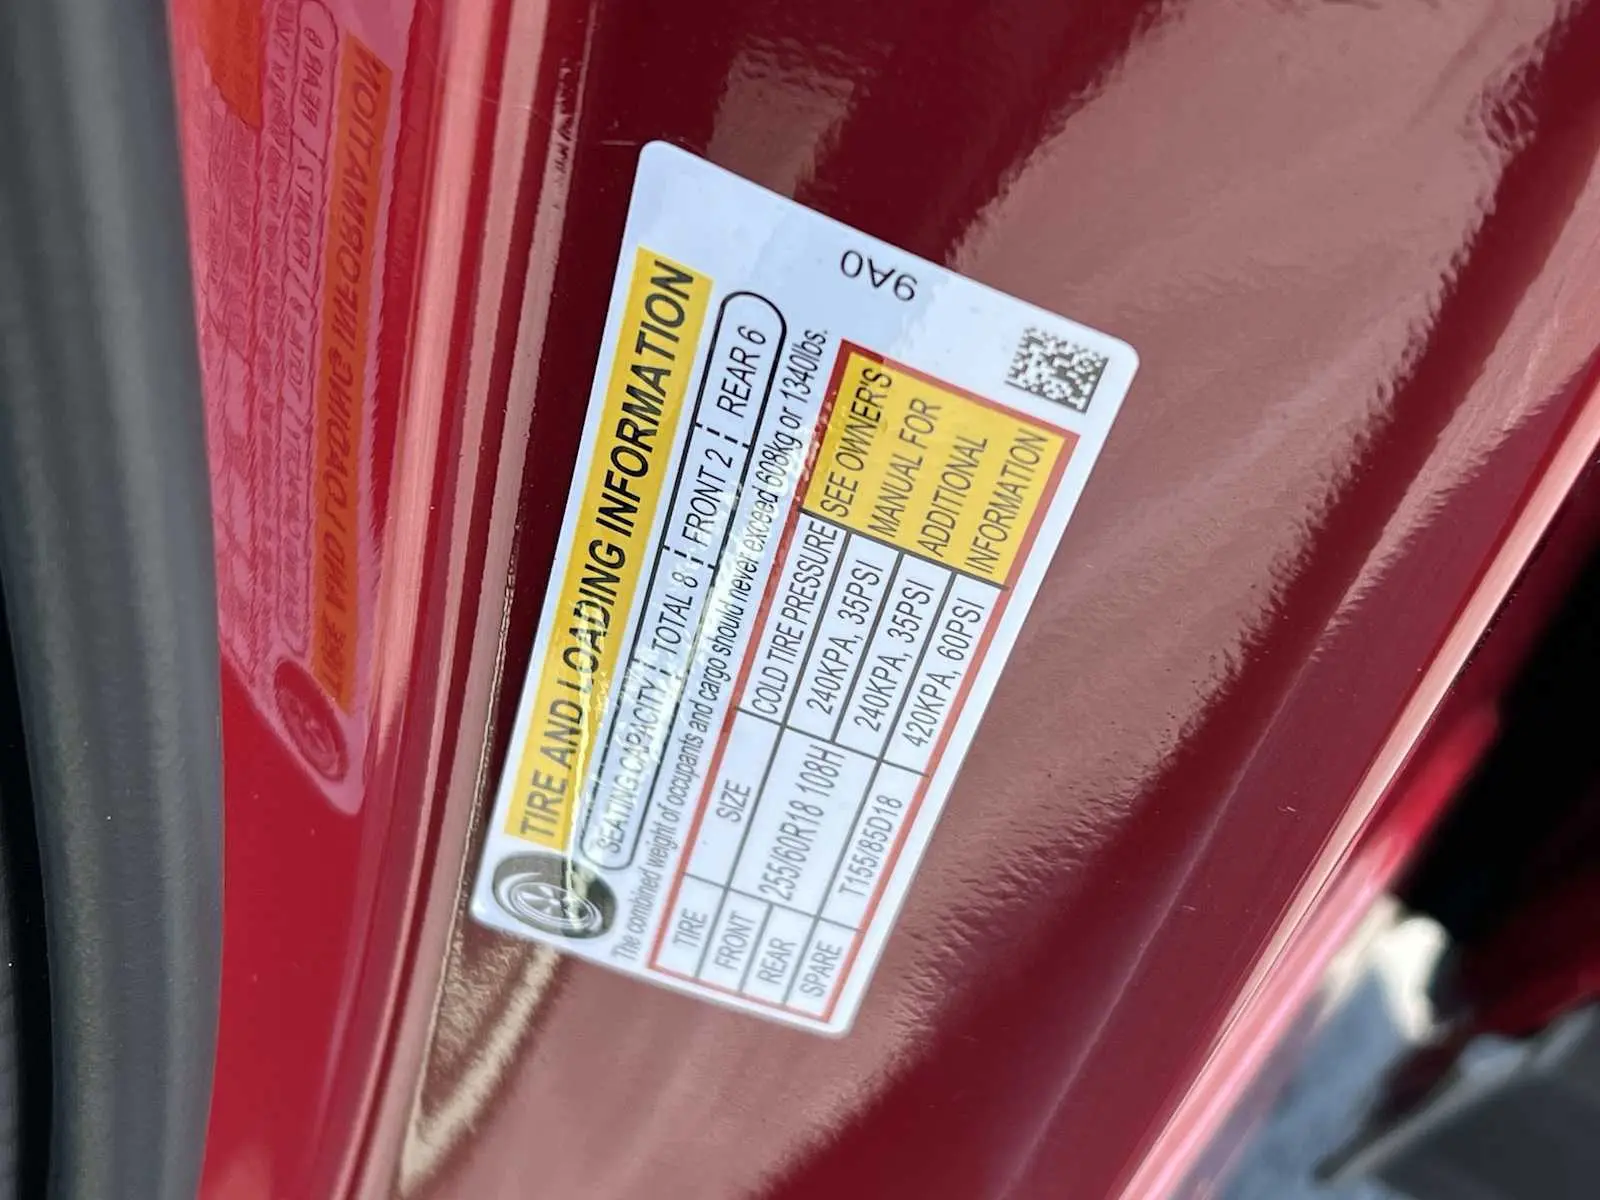 TIRE AND LOADING INFORMATION
SEATING CAPACITY TOTAL 8 FRONT 2 REAR 6
The combined weight of occupants and cargo should never exceed 608kg or 1340lbs.
TIRE SIZE COLD TIRE PRESSURE
FRONT 255/60R18 108H 240KPA, 35PSI
REAR 240KPA, 35PSI
SPARE T155/85D18 420KPA, 60PSI
SEE OWNER'S
MANUAL FOR
ADDITIONAL
INFORMATION
9A0